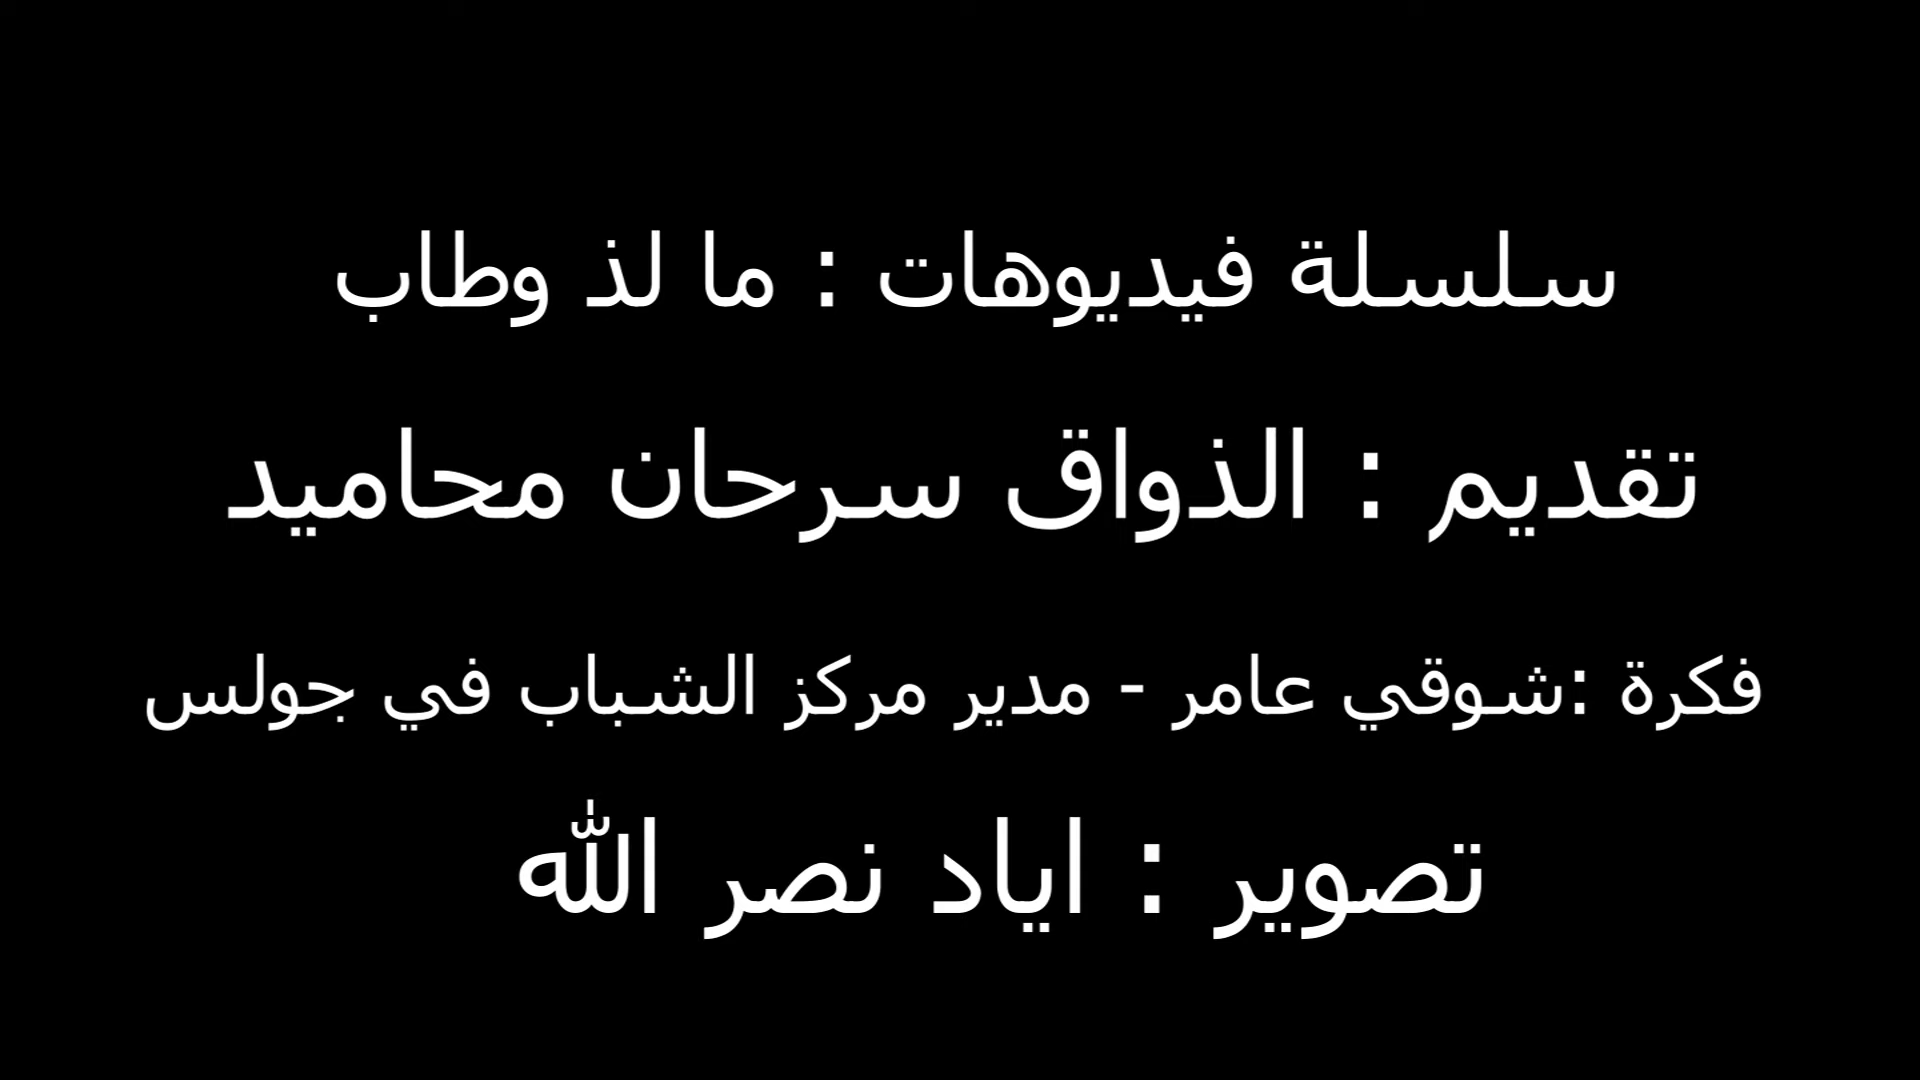 سلسلة فيديوهات : ما لذ وطاب
تقديم : الذواق سرحان محاميد
فكرة :شوقي عامر - مدير مركز الشباب في جولس
تصوير : اياد نصر الله